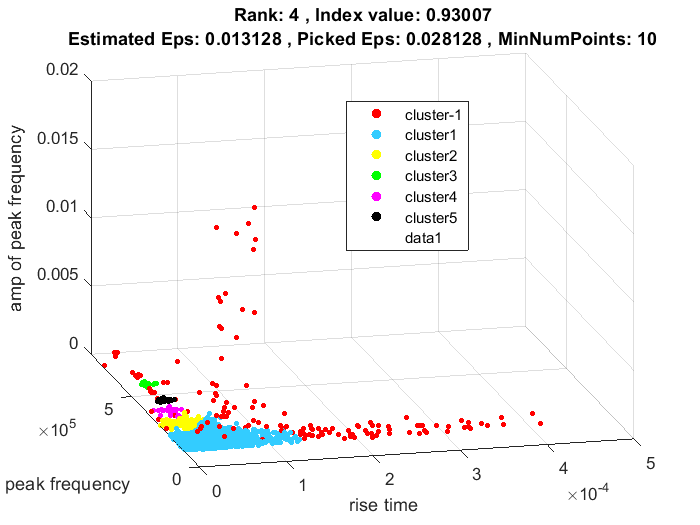 Rank: 4 , Index value: 0.93007
Estimated Eps: 0.013128 , Picked Eps: 0.028128 , MinNumPoints: 10
0.02
0.015
0.01
0.005
0
amp of peak frequency
cluster-1
cluster1
cluster2
cluster3
cluster4
cluster5
data1
5
×10^5
0
peak frequency
0
1
2
3
4
5
×10^-4
rise time